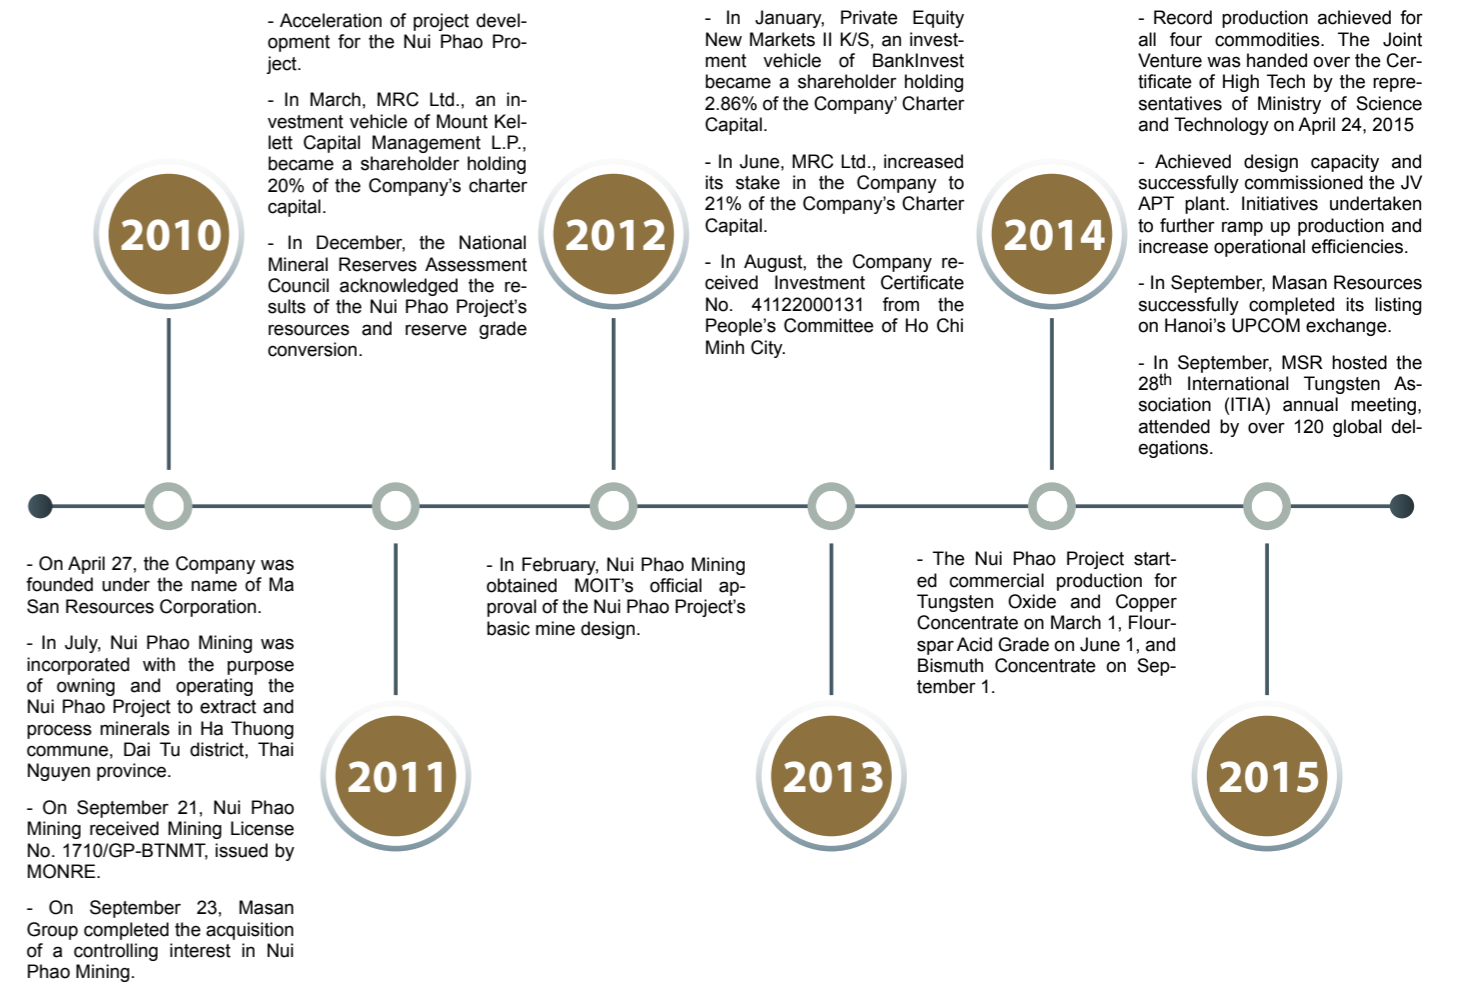 2010
- On April 27, the Company was
founded under the name of Ma
San Resources Corporation.
- In July, Nui Phao Mining was
incorporated with the purpose
of owning and operating the
Nui Phao Project to extract and
process minerals in Ha Thuong
commune, Dai Tu district, Thai
Nguyen province.
- On September 21, Nui Phao
Mining received Mining License
No. 1710/GP-BTNMT, issued by
MONRE.
- On September 23, Masan
Group completed the acquisition
of a controlling interest in Nui
Phao Mining.
- Acceleration of project devel-
opment for the Nui Phao Pro-
ject.
- In March, MRC Ltd., an in-
vestment vehicle of Mount Kel-
lett Capital Management L.P.,
became a shareholder holding
20% of the Company's charter
capital.
- In December, the National
Mineral Reserves Assessment
Council acknowledged the re-
sults of the Nui Phao Project's
resources and reserve grade
conversion.
2011
2012
- In February, Nui Phao Mining
obtained MOIT's official ap-
proval of the Nui Phao Project's
basic mine design.
- In January, Private Equity
New Markets II K/S, an invest-
ment vehicle of BankInvest
became a shareholder holding
2.86% of the Company' Charter
Capital.
- In June, MRC Ltd., increased
its stake in the Company to
21% of the Company's Charter
Capital.
- In August, the Company re-
ceived Investment Certificate
No. 41122000131 from the
People's Committee of Ho Chi
Minh City.
2013
2014
- The Nui Phao Project start-
ed commercial production for
Tungsten Oxide and Copper
Concentrate on March 1, Flour-
spar Acid Grade on June 1, and
Bismuth Concentrate on Sep-
tember 1.
- Record production achieved for
all four commodities. The Joint
Venture was handed over the Cer-
tificate of High Tech by the repre-
sentatives of Ministry of Science
and Technology on April 24, 2015
- Achieved design capacity and
successfully commissioned the JV
APT plant. Initiatives undertaken
to further ramp up production and
increase operational efficiencies.
- In September, Masan Resources
successfully completed its listing
on Hanoi's UPCOM exchange.
- In September, MSR hosted the
28th International Tungsten As-
sociation (ITIA) annual meeting,
attended by over 120 global del-
egations.
2015